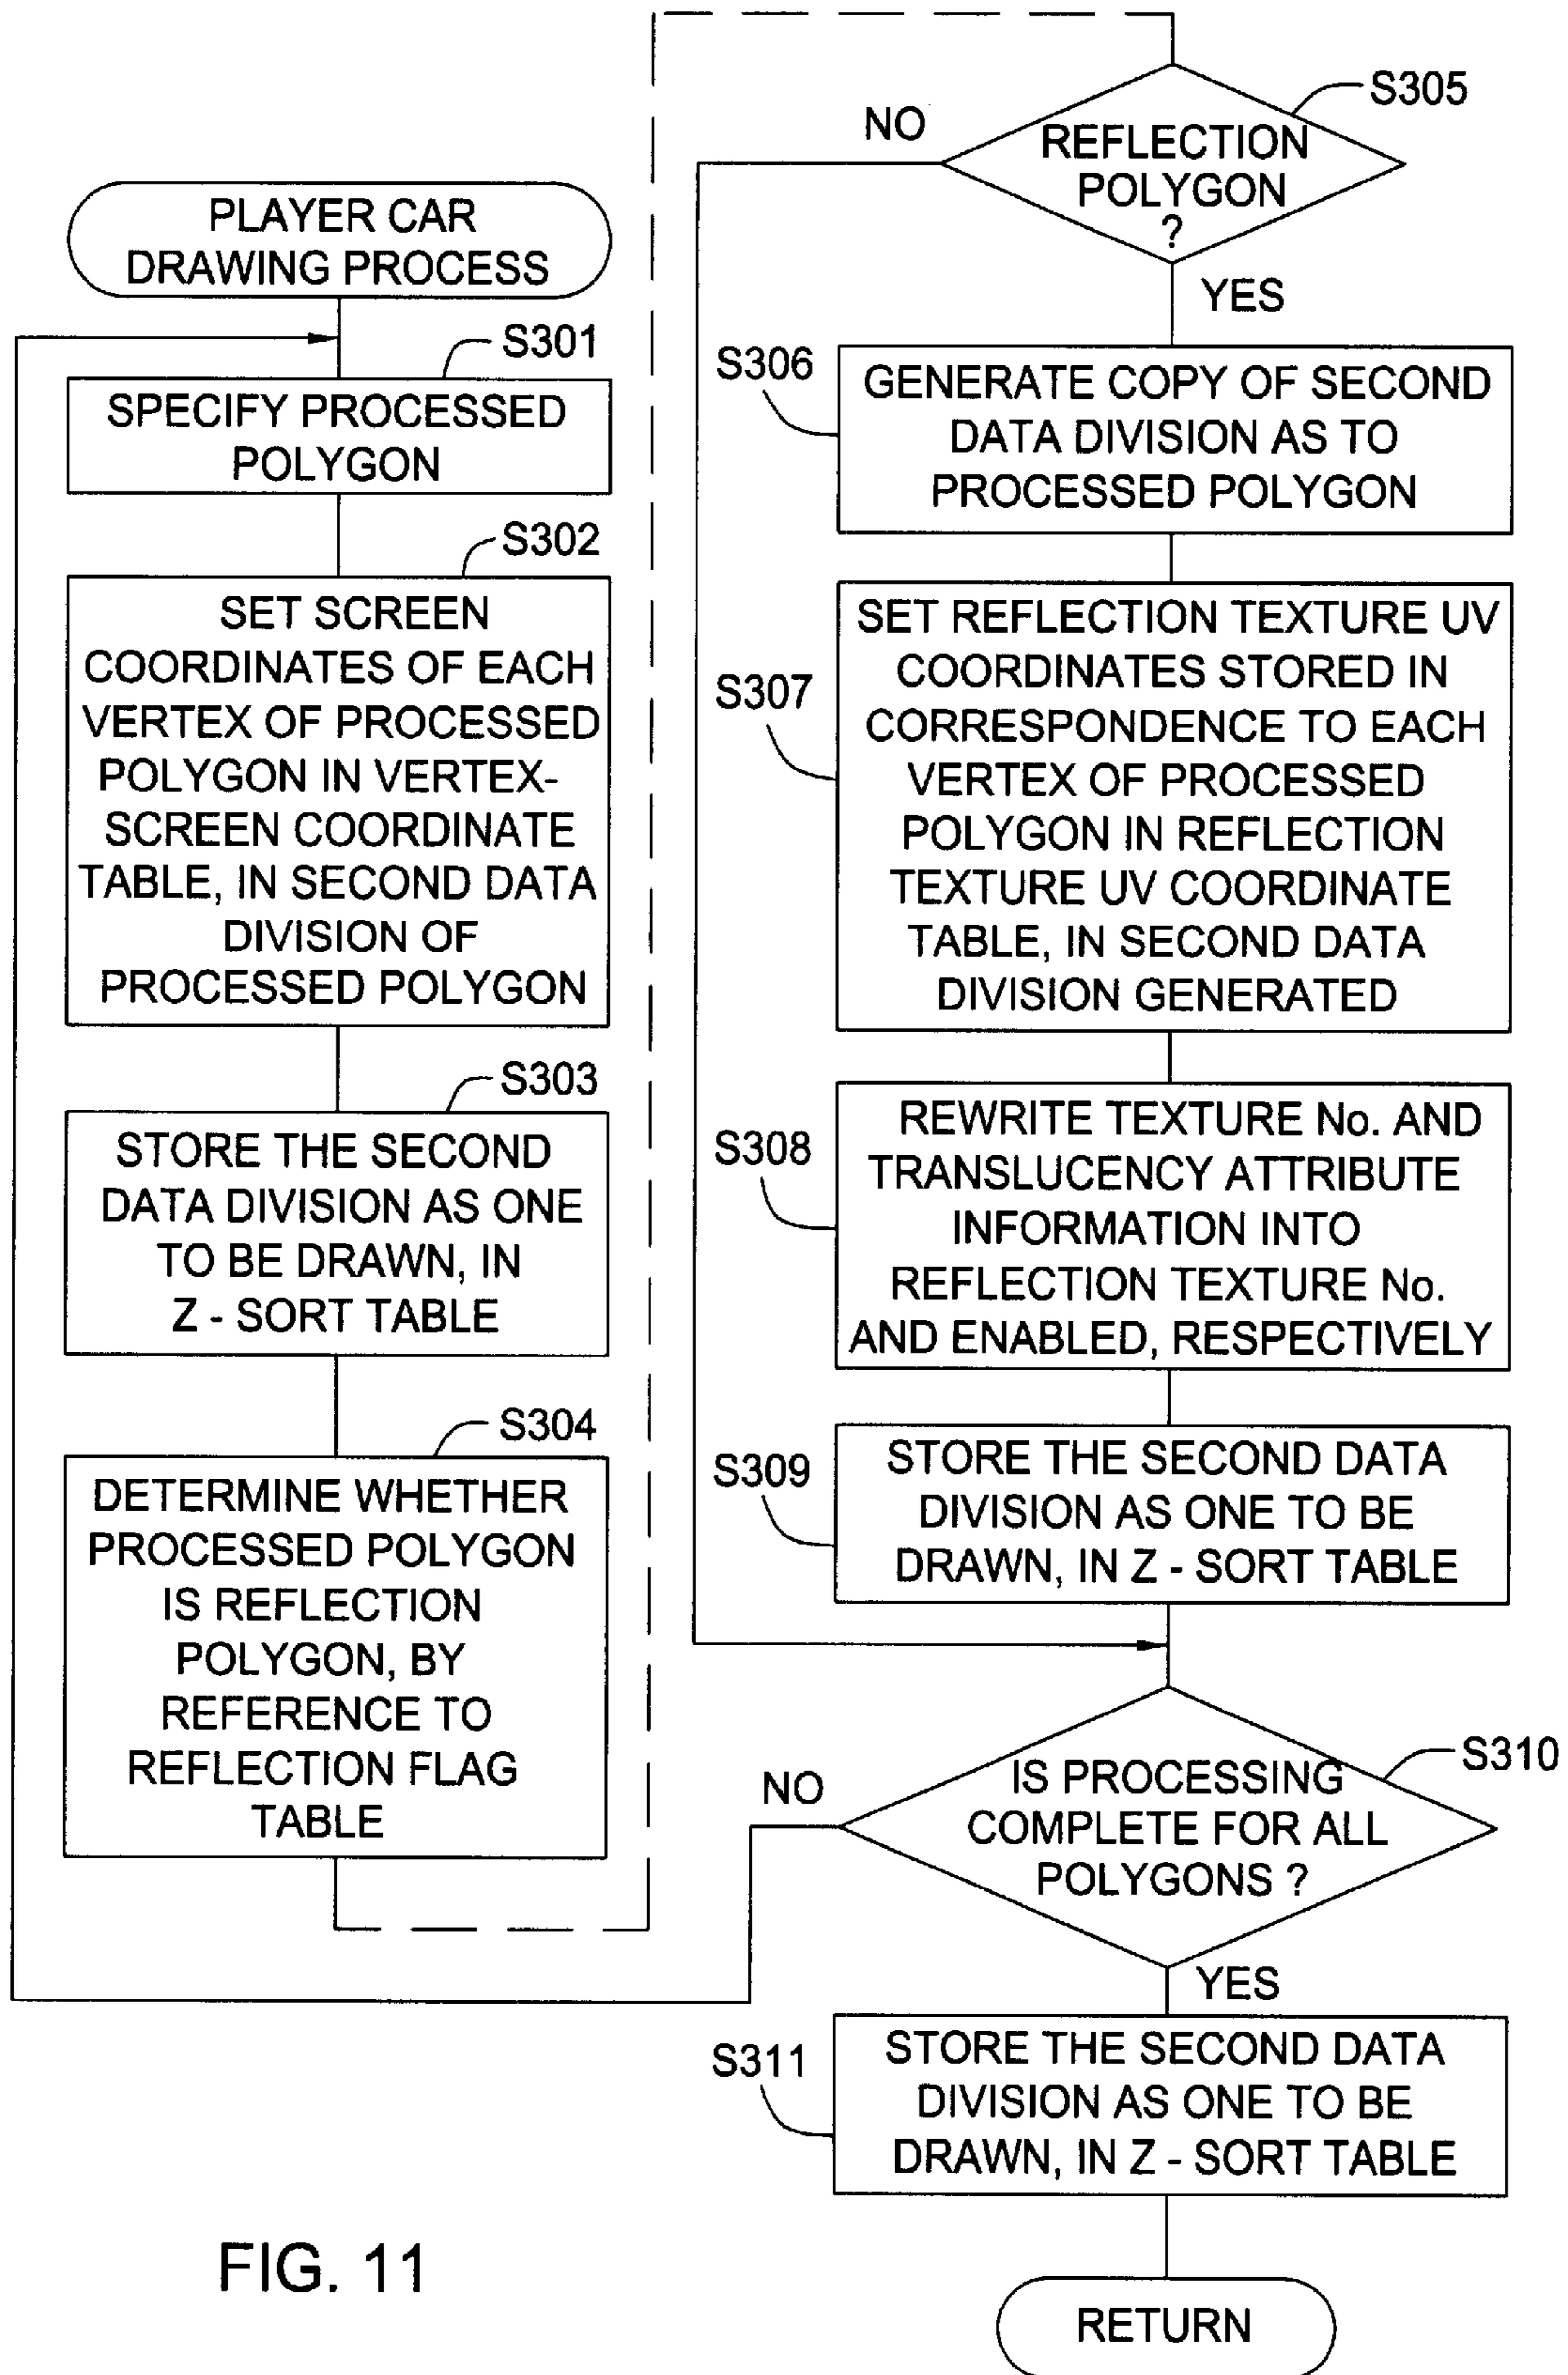 PLAYER CAR
DRAWING PROCESS
S301
SPECIFY PROCESSED
POLYGON
S302
SET SCREEN
COORDINATES OF EACH
VERTEX OF PROCESSED
POLYGON IN VERTEX-
SCREEN COORDINATE
TABLE, IN SECOND DATA
DIVISION OF
PROCESSED POLYGON
S303
STORE THE SECOND
DATA DIVISION AS ONE
TO BE DRAWN, IN
Z - SORT TABLE
S304
DETERMINE WHETHER
PROCESSED POLYGON
IS REFLECTION
POLYGON, BY
REFERENCE TO
REFLECTION FLAG
TABLE
S305
NO
REFLECTION
POLYGON
?
YES
S306
GENERATE COPY OF SECOND
DATA DIVISION AS TO
PROCESSED POLYGON
S307
SET REFLECTION TEXTURE UV
COORDINATES STORED IN
CORRESPONDENCE TO EACH
VERTEX OF PROCESSED
POLYGON IN REFLECTION
TEXTURE UV COORDINATE
TABLE, IN SECOND DATA
DIVISION GENERATED
S308
REWRITE TEXTURE No. AND
TRANSLUCENCY ATTRIBUTE
INFORMATION INTO
REFLECTION TEXTURE No.
AND ENABLED, RESPECTIVELY
S309
STORE THE SECOND DATA
DIVISION AS ONE TO BE
DRAWN, IN Z - SORT TABLE
S310
NO
IS PROCESSING
COMPLETE FOR ALL
POLYGONS ?
YES
S311
STORE THE SECOND DATA
DIVISION AS ONE TO BE
DRAWN, IN Z - SORT TABLE
RETURN
FIG. 11